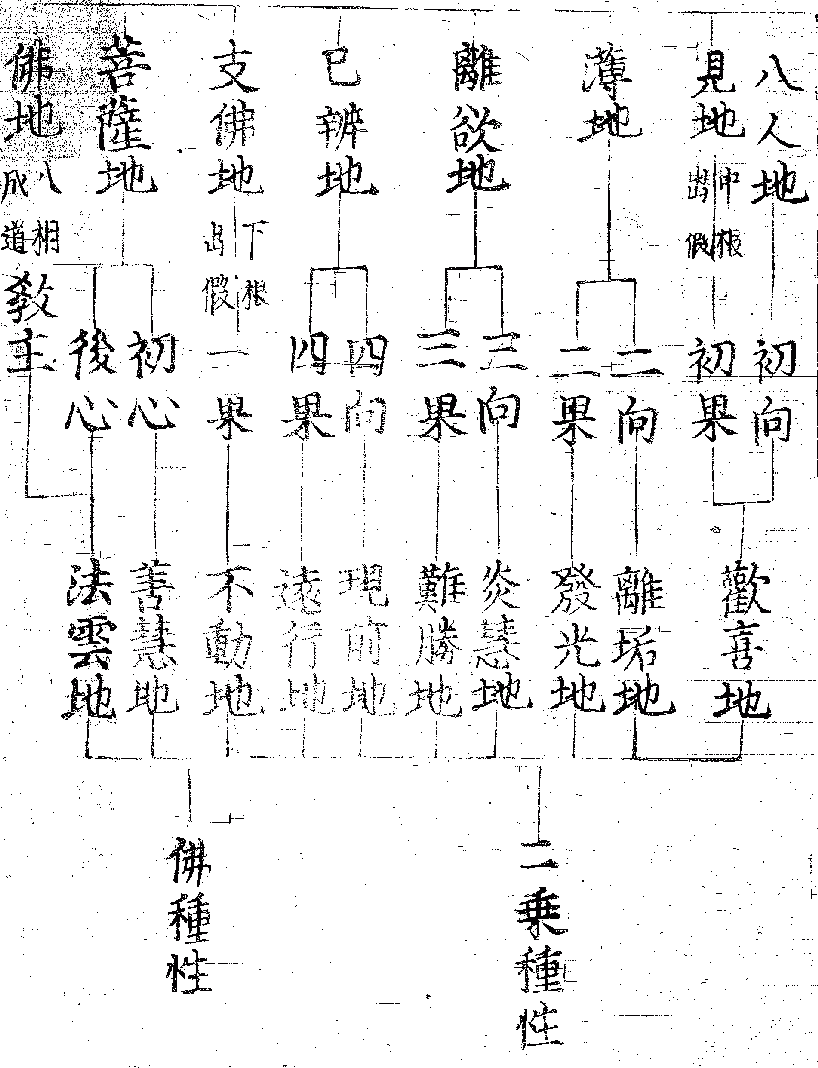 八人地
見地
中根
出假
薄地
離欲地
已辨地
支佛地
下根
出假
菩薩地
佛地
八相
成道
教主
初向
初果
二向
二果
三向
三果
四向
四果
一果
初心
後心
歡喜地
離垢地
發光地
炎慧地
難勝地
現前地
遠行地
不動地
善慧地
法雲地
二乗種性
佛種性